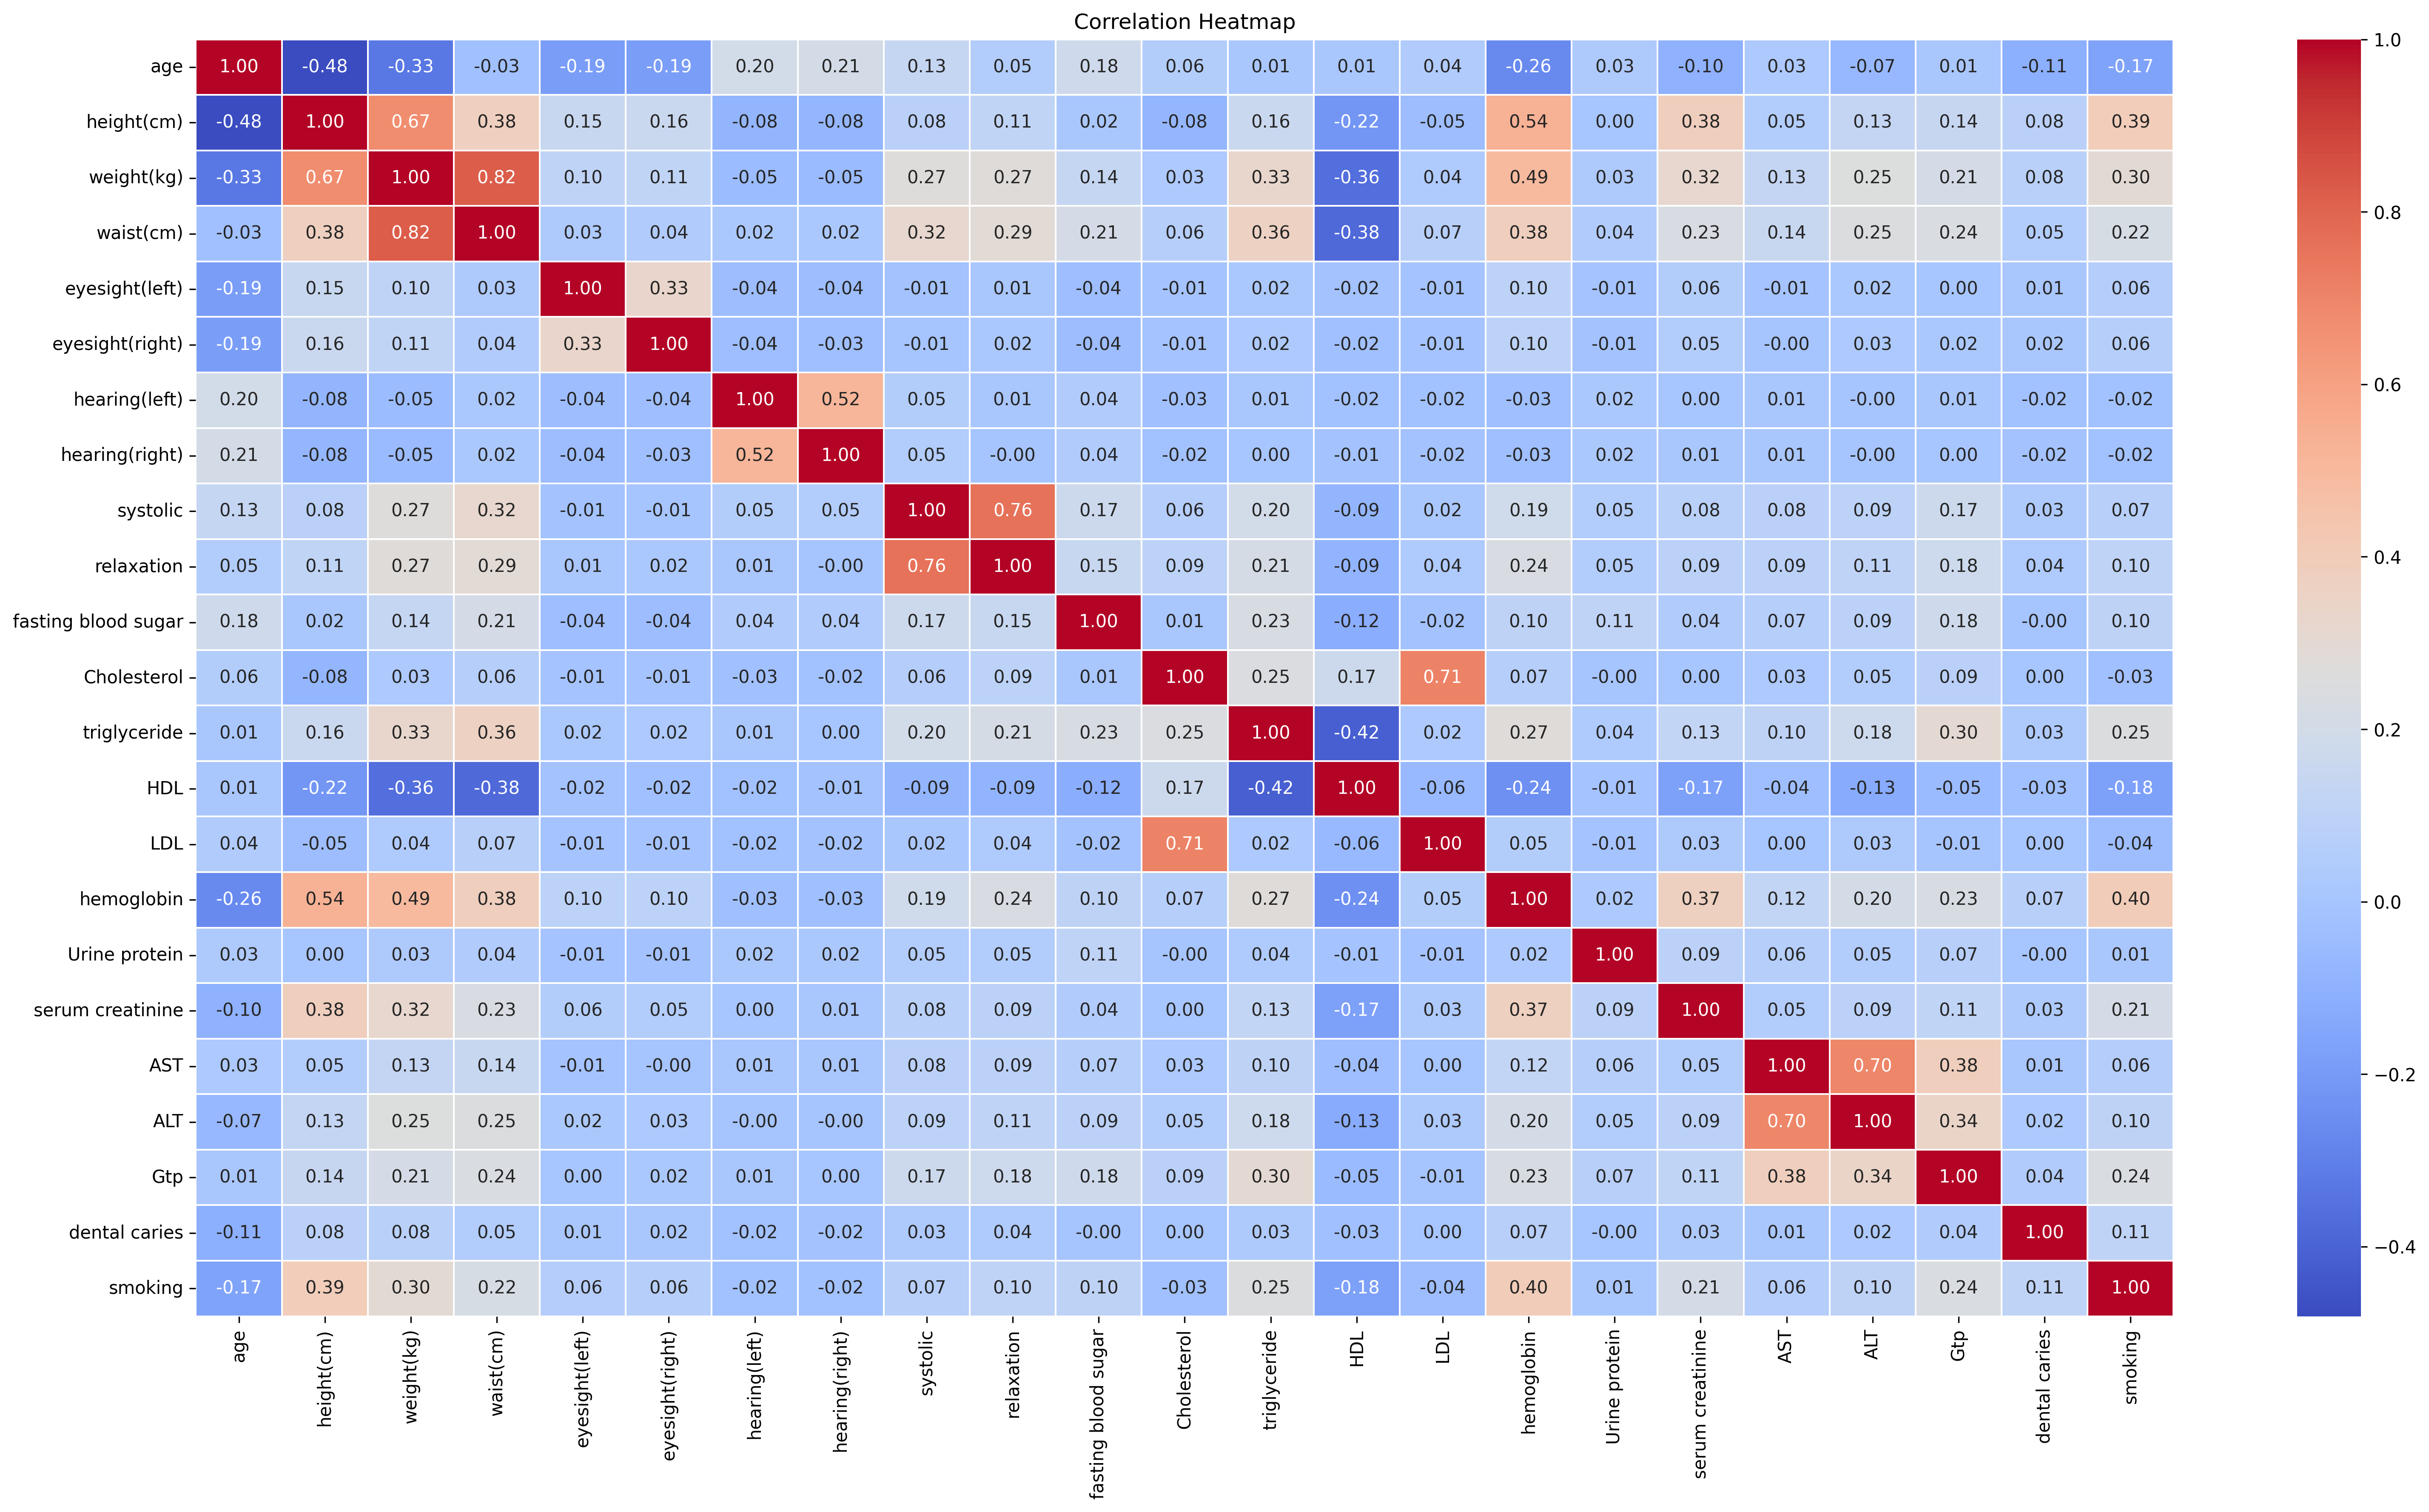 Correlation Heatmap
age 1.00 -0.48 -0.33 -0.03 -0.19 -0.19 0.20 0.21 0.13 0.05 0.18 0.06 0.01 0.01 0.04 -0.26 0.03 -0.10 0.03 -0.07 0.01 -0.11 -0.17
height(cm) -0.48 1.00 0.67 0.38 0.15 0.16 -0.08 -0.08 0.08 0.11 0.02 -0.08 0.16 -0.22 -0.05 0.54 0.00 0.38 0.05 0.13 0.14 0.08 0.39
weight(kg) -0.33 0.67 1.00 0.82 0.10 0.11 -0.05 -0.05 0.27 0.27 0.14 0.03 0.33 -0.36 0.04 0.49 0.03 0.32 0.13 0.25 0.21 0.08 0.30
waist(cm) -0.03 0.38 0.82 1.00 0.03 0.04 0.02 0.02 0.32 0.29 0.21 0.06 0.36 -0.38 0.07 0.38 0.04 0.23 0.14 0.25 0.24 0.05 0.22
eyesight(left) -0.19 0.15 0.10 0.03 1.00 0.33 -0.04 -0.04 -0.01 0.01 -0.04 -0.01 0.02 -0.02 -0.01 0.10 -0.01 0.06 -0.01 0.02 0.00 0.01 0.06
eyesight(right) -0.19 0.16 0.11 0.04 0.33 1.00 -0.04 -0.03 -0.01 0.02 -0.04 -0.01 0.02 -0.02 -0.01 0.10 -0.01 0.05 -0.00 0.03 0.02 0.02 0.06
hearing(left) 0.20 -0.08 -0.05 0.02 -0.04 -0.04 1.00 0.52 0.05 0.01 0.04 -0.03 0.01 -0.02 -0.02 -0.03 0.02 0.00 0.01 -0.00 0.01 -0.02 -0.02
hearing(right) 0.21 -0.08 -0.05 0.02 -0.04 -0.03 0.52 1.00 0.05 -0.00 0.04 -0.02 0.00 -0.01 -0.02 -0.03 0.02 0.01 0.01 -0.00 0.00 -0.02 -0.02
systolic 0.13 0.08 0.27 0.32 -0.01 -0.01 0.05 0.05 1.00 0.76 0.17 0.06 0.20 -0.09 0.02 0.19 0.05 0.08 0.08 0.09 0.17 0.03 0.07
relaxation 0.05 0.11 0.27 0.29 0.01 0.02 0.01 -0.00 0.76 1.00 0.15 0.09 0.21 -0.09 0.04 0.24 0.05 0.09 0.09 0.11 0.18 0.04 0.10
fasting blood sugar 0.18 0.02 0.14 0.21 -0.04 -0.04 0.04 0.04 0.17 0.15 1.00 0.01 0.23 -0.12 -0.02 0.10 0.11 0.04 0.07 0.09 0.18 -0.00 0.10
Cholesterol 0.06 -0.08 0.03 0.06 -0.01 -0.01 -0.03 -0.02 0.06 0.09 0.01 1.00 0.25 0.17 0.71 0.07 -0.00 0.00 0.03 0.05 0.09 0.00 -0.03
triglyceride 0.01 0.16 0.33 0.36 0.02 0.02 0.01 0.00 0.20 0.21 0.23 0.25 1.00 -0.42 0.02 0.27 0.04 0.13 0.10 0.18 0.30 0.03 0.25
HDL 0.01 -0.22 -0.36 -0.38 -0.02 -0.02 -0.02 -0.01 -0.09 -0.09 -0.12 0.17 -0.42 1.00 -0.06 -0.24 -0.01 -0.17 -0.04 -0.13 -0.05 -0.03 -0.18
LDL 0.04 -0.05 0.04 0.07 -0.01 -0.01 -0.02 -0.02 0.02 0.04 -0.02 0.71 0.02 -0.06 1.00 0.05 -0.01 0.03 0.00 0.03 -0.01 0.00 -0.04
hemoglobin -0.26 0.54 0.49 0.38 0.10 0.10 -0.03 -0.03 0.19 0.24 0.10 0.07 0.27 -0.24 0.05 1.00 0.02 0.37 0.12 0.20 0.23 0.07 0.40
Urine protein 0.03 0.00 0.03 0.04 -0.01 -0.01 0.02 0.02 0.05 0.05 0.11 -0.00 0.04 -0.01 -0.01 0.02 1.00 0.09 0.06 0.05 0.07 -0.00 0.01
serum creatinine -0.10 0.38 0.32 0.23 0.06 0.05 0.00 0.01 0.08 0.09 0.04 0.00 0.13 -0.17 0.03 0.37 0.09 1.00 0.05 0.09 0.11 0.03 0.21
AST 0.03 0.05 0.13 0.14 -0.01 -0.00 0.01 0.01 0.08 0.09 0.07 0.03 0.10 -0.04 0.00 0.12 0.06 0.05 1.00 0.70 0.38 0.01 0.06
ALT -0.07 0.13 0.25 0.25 0.02 0.03 -0.00 -0.00 0.09 0.11 0.09 0.05 0.18 -0.13 0.03 0.20 0.05 0.09 0.70 1.00 0.34 0.02 0.10
Gtp 0.01 0.14 0.21 0.24 0.00 0.02 0.01 0.00 0.17 0.18 0.18 0.09 0.30 -0.05 -0.01 0.23 0.07 0.11 0.38 0.34 1.00 0.04 0.24
dental caries -0.11 0.08 0.08 0.05 0.01 0.02 -0.02 -0.02 0.03 0.04 -0.00 0.00 0.03 -0.03 0.00 0.07 -0.00 0.03 0.01 0.02 0.04 1.00 0.11
smoking -0.17 0.39 0.30 0.22 0.06 0.06 -0.02 -0.02 0.07 0.10 0.10 -0.03 0.25 -0.18 -0.04 0.40 0.01 0.21 0.06 0.10 0.24 0.11 1.00
age
height(cm)
weight(kg)
waist(cm)
eyesight(left)
eyesight(right)
hearing(left)
hearing(right)
systolic
relaxation
fasting blood sugar
Cholesterol
triglyceride
HDL
LDL
hemoglobin
Urine protein
serum creatinine
AST
ALT
Gtp
dental caries
smoking
1.0
0.8
0.6
0.4
0.2
0.0
−0.2
−0.4